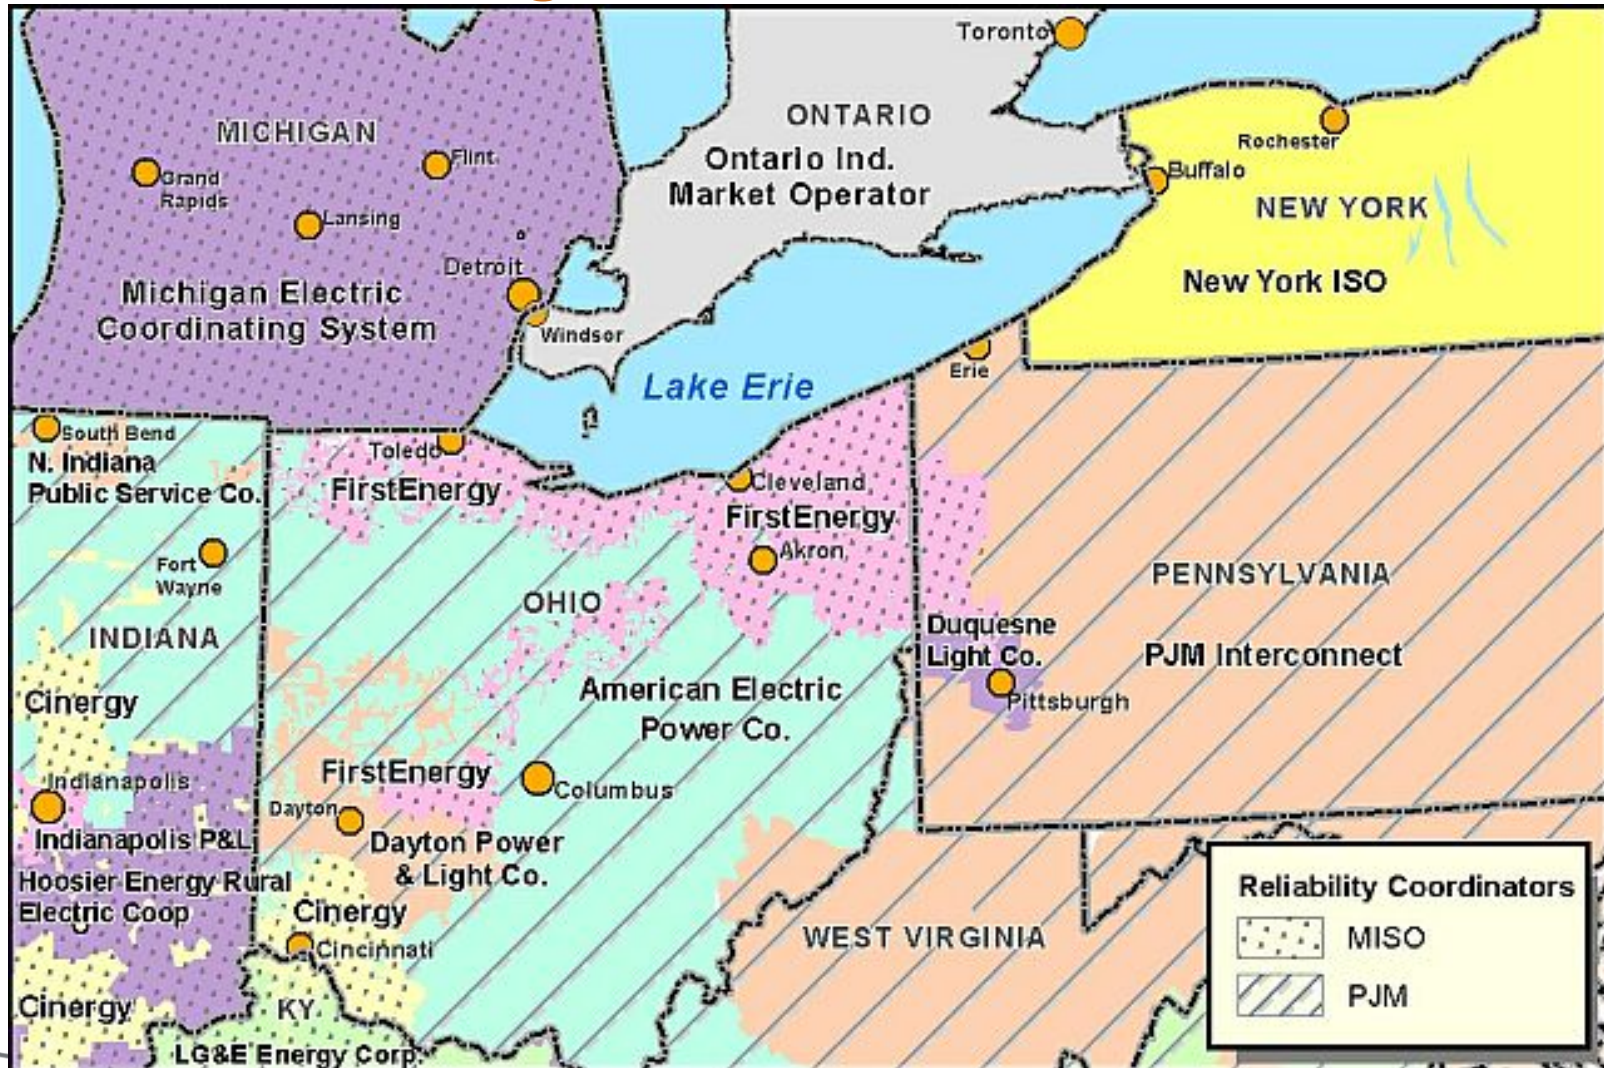 Toronto
ONTARIO
Ontario Ind.
Market Operator
MICHIGAN
Grand
Rapids
Flint
Lansing
Detroit
Michigan Electric
Coordinating System
Windsor
Rochester
Buffalo
NEW YORK
New York ISO
Lake Erie
Erie
South Bend
N. Indiana
Public Service Co.
Toledo
FirstEnergy
Cleveland
FirstEnergy
Akron
Fort
Wayne
INDIANA
OHIO
PENNSYLVANIA
PJM Interconnect
Duquesne
Light Co.
Pittsburgh
Cinergy
American Electric
Power Co.
Indianapolis
Indianapolis P&L
FirstEnergy
Columbus
Dayton
Dayton Power
& Light Co.
Hoosier Energy Rural
Electric Coop
Cinergy
Cincinnati
WEST VIRGINIA
Cinergy
KY
LG&E Energy Corp.
Reliability Coordinators
MISO
PJM